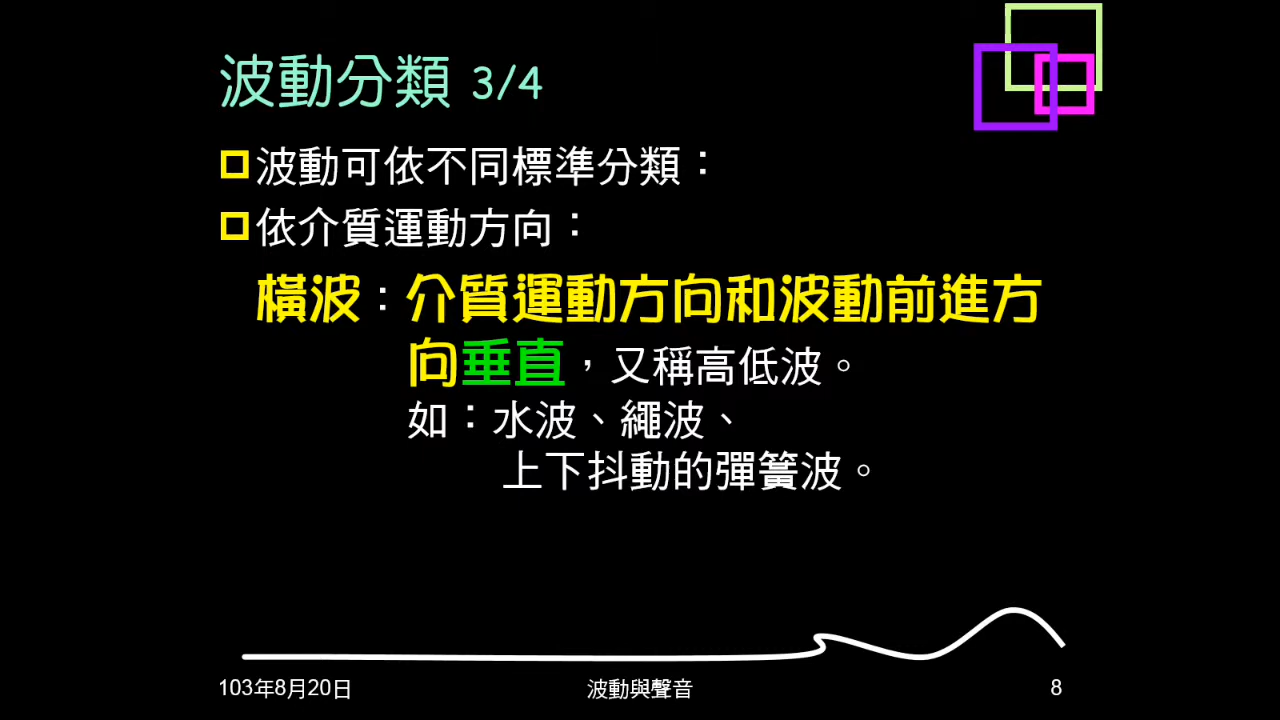 波動分類 3/4
波動可依不同標準分類：
依介質運動方向：
橫波：介質運動方向和波動前進方
向垂直，又稱高低波。
如：水波、繩波、
上下抖動的彈簧波。
103年8月20日
波動與聲音
8